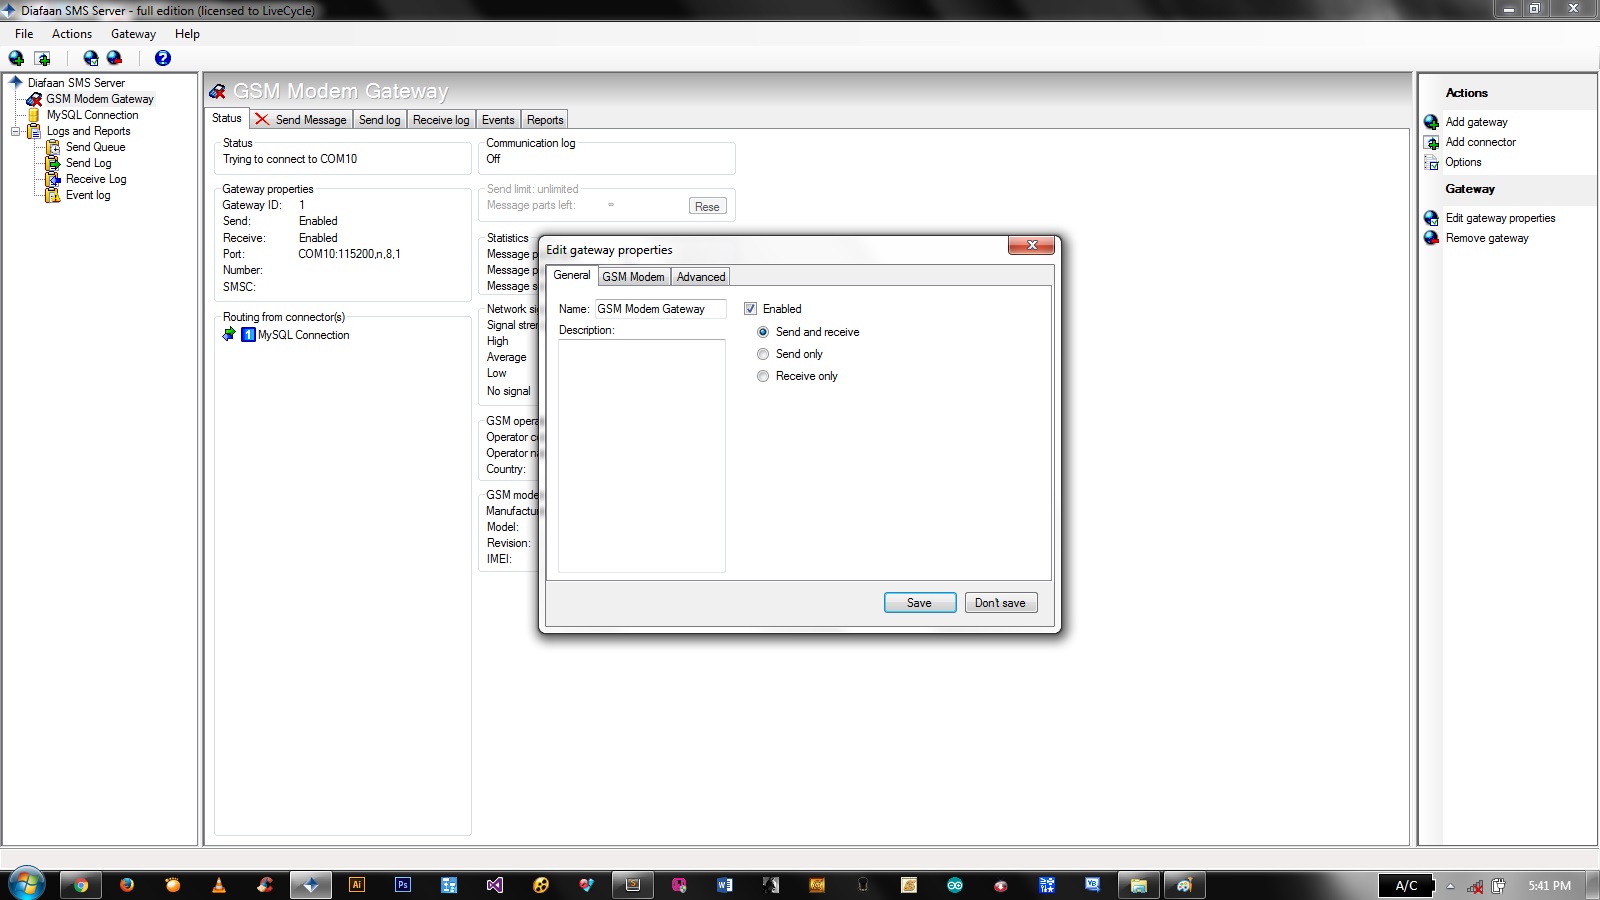 Diafaan SMS Server - full edition (licensed to LiveCycle)
File Actions Gateway Help
Diafaan SMS Server
GSM Modem Gateway
MySQL Connection
Logs and Reports
Send Queue
Send Log
Receive Log
Event log
GSM Modem Gateway
Status Send Message Send log Receive log Events Reports
Status
Trying to connect to COM10
Gateway properties
Gateway ID: 1
Send: Enabled
Receive: Enabled
Port: COM10:115200,n,8,1
Number:
SMSC:
Routing from connector(s)
1 MySQL Connection
Communication log
Off
Send limit: unlimited
Message parts left: Rese
Statistics
Message p
Message p
Message s
Network si
Signal stren
High
Average
Low
No signal
GSM opera
Operator c
Operator na
Country:
GSM mode
Manufactu
Model:
Revision:
IMEI:
Edit gateway properties
General GSM Modem Advanced
Name: GSM Modem Gateway
Description:
Enabled
Send and receive
Send only
Receive only
Save Don't save
Actions
Add gateway
Add connector
Options
Gateway
Edit gateway properties
Remove gateway
Ai Ps
A/C 5:41 PM